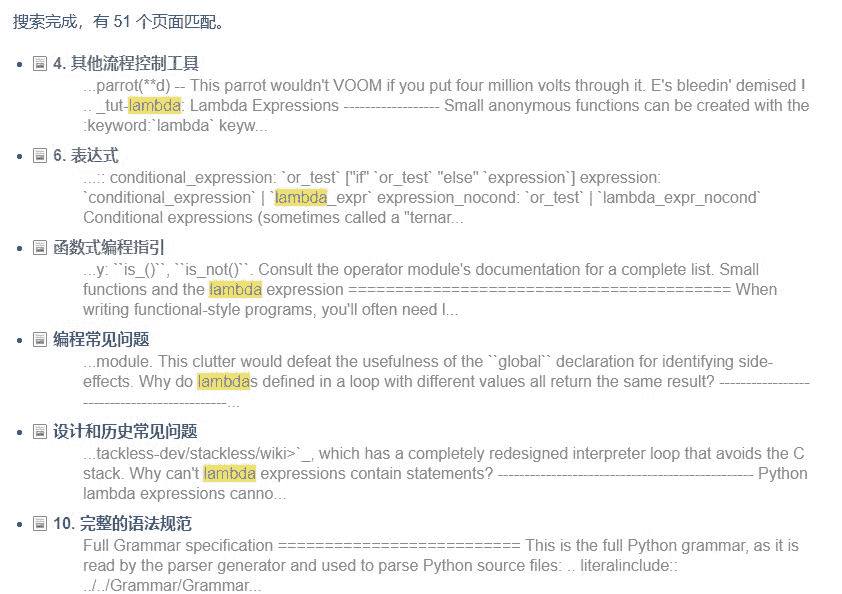 搜索完成，有 51 个页面匹配。
4. 其他流程控制工具
...parrot(**d) -- This parrot wouldn't VOOM if you put four million volts through it. E's bleedin' demised !
.. _tut-lambda: Lambda Expressions ------------------ Small anonymous functions can be created with the
:keyword:`lambda` keyw...
6. 表达式
...:: conditional_expression: `or_test` ["if" `or_test` "else" `expression`] expression:
`conditional_expression` | `lambda_expr` expression_nocond: `or_test` | `lambda_expr_nocond`
Conditional expressions (sometimes called a "ternar...
函数式编程指引
...y: ``is_()``, ``is_not()``. Consult the operator module's documentation for a complete list. Small
functions and the lambda expression ======================================== When
writing functional-style programs, you'll often need l...
编程常见问题
...module. This clutter would defeat the usefulness of the ``global`` declaration for identifying side-
effects. Why do lambdas defined in a loop with different values all return the same result? -----------------
---------------------------...
设计和历史常见问题
...tackless-dev/stackless/wiki>`_, which has a completely redesigned interpreter loop that avoids the C
stack. Why can't lambda expressions contain statements? ------------------------------------------------ Python
lambda expressions canno...
10. 完整的语法规范
Full Grammar specification ========================== This is the full Python grammar, as it is
read by the parser generator and used to parse Python source files: .. literalinclude::
../../Grammar/Grammar...